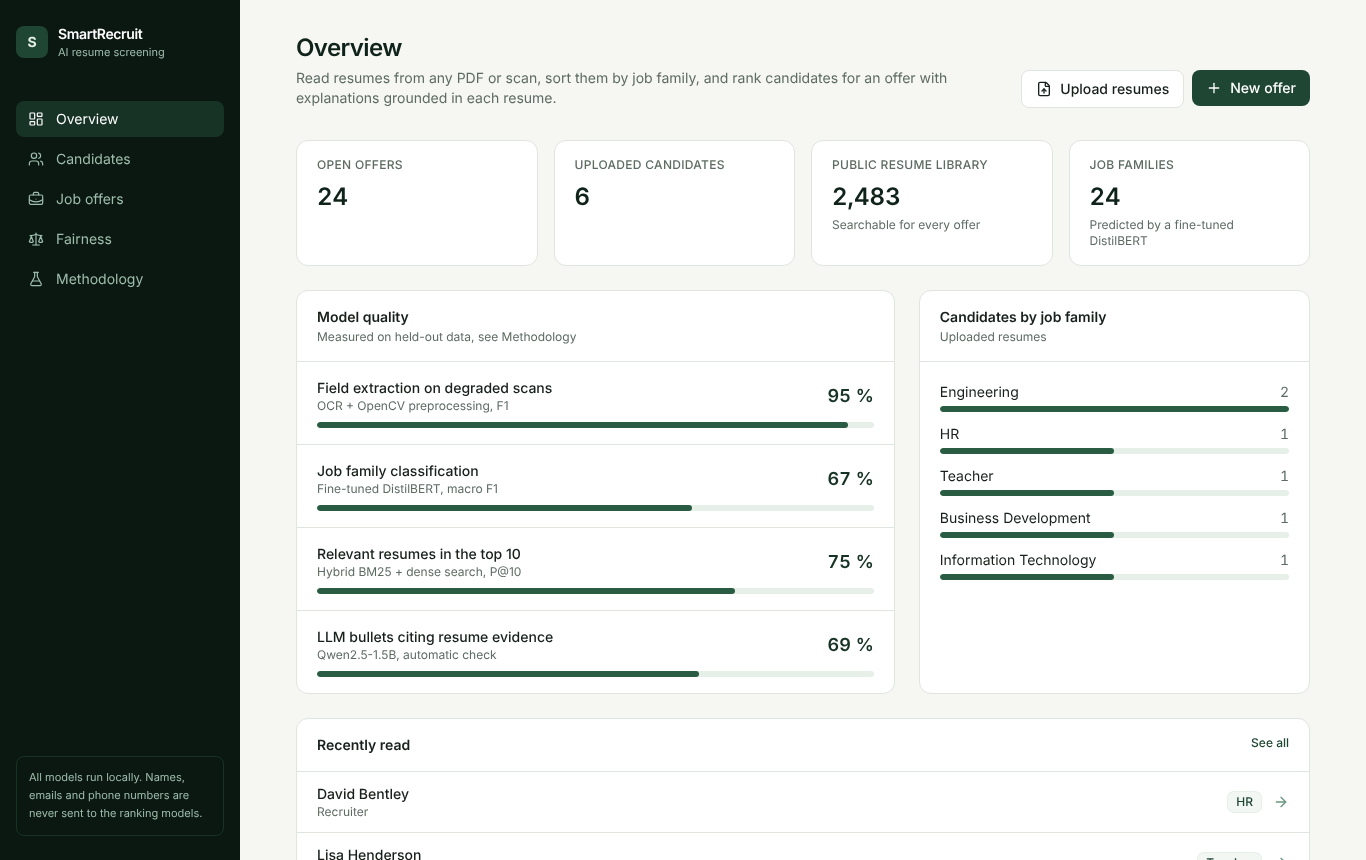 S
SmartRecruit
AI resume screening
Overview
Candidates
Job offers
Fairness
Methodology
All models run locally. Names,
emails and phone numbers are
never sent to the ranking models.
Overview
Read resumes from any PDF or scan, sort them by job family, and rank candidates for an offer with
explanations grounded in each resume.
Upload resumes
New offer
OPEN OFFERS
24
UPLOADED CANDIDATES
6
PUBLIC RESUME LIBRARY
2,483
Searchable for every offer
JOB FAMILIES
24
Predicted by a fine-tuned
DistilBERT
Model quality
Measured on held-out data, see Methodology
Field extraction on degraded scans
OCR + OpenCV preprocessing, F1
95 %
Job family classification
Fine-tuned DistilBERT, macro F1
67 %
Relevant resumes in the top 10
Hybrid BM25 + dense search, P@10
75 %
LLM bullets citing resume evidence
Qwen2.5-1.5B, automatic check
69 %
Candidates by job family
Uploaded resumes
Engineering 2
HR 1
Teacher 1
Business Development 1
Information Technology 1
Recently read
See all
David Bentley
Recruiter
HR
Lisa Henderson